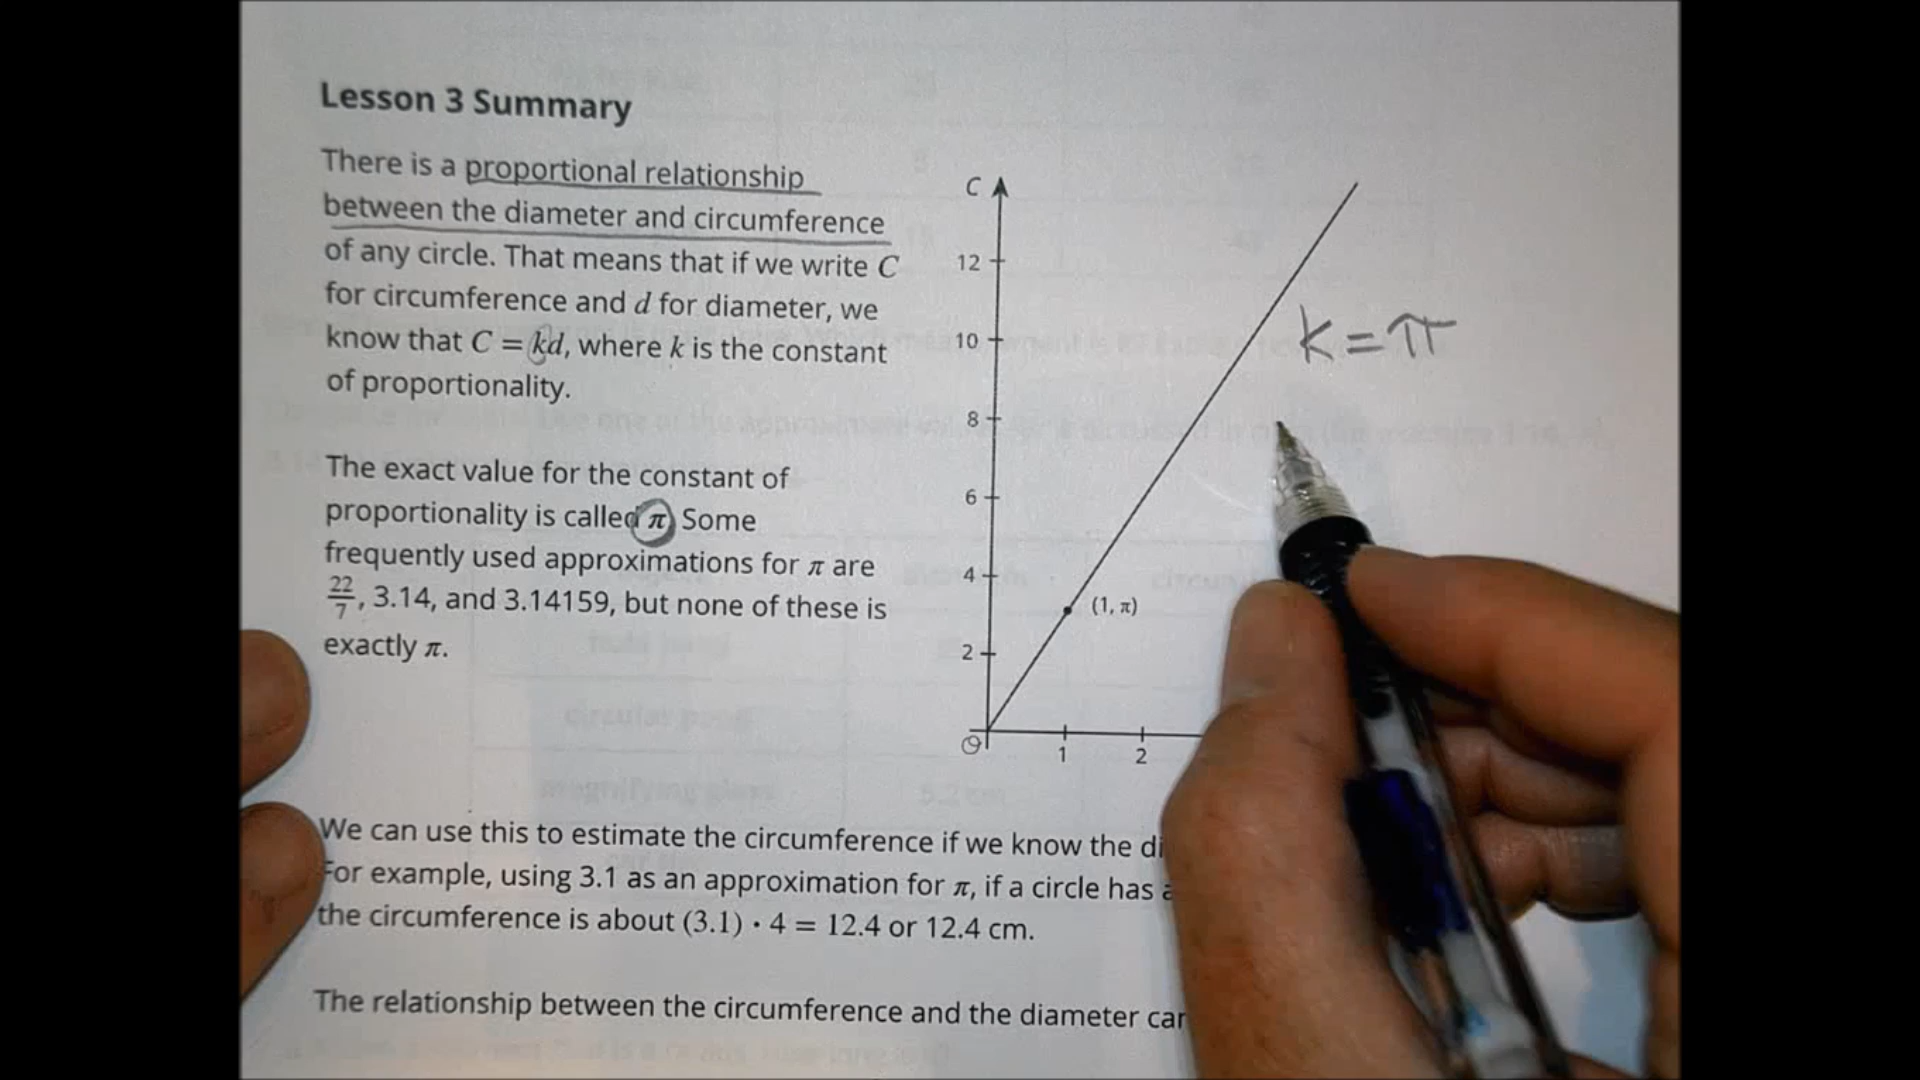 Lesson 3 Summary
There is a proportional relationship
between the diameter and circumference
of any circle. That means that if we write C
for circumference and d for diameter, we
know that C = kd, where k is the constant
of proportionality.
The exact value for the constant of
proportionality is called π. Some
frequently used approximations for π are
22/7, 3.14, and 3.14159, but none of these is
exactly π.
C
12
10
8
6
4
2
O
1
2
(1, π)
k = π
We can use this to estimate the circumference if we know the di
For example, using 3.1 as an approximation for π, if a circle has a
the circumference is about (3.1) · 4 = 12.4 or 12.4 cm.
The relationship between the circumference and the diameter can